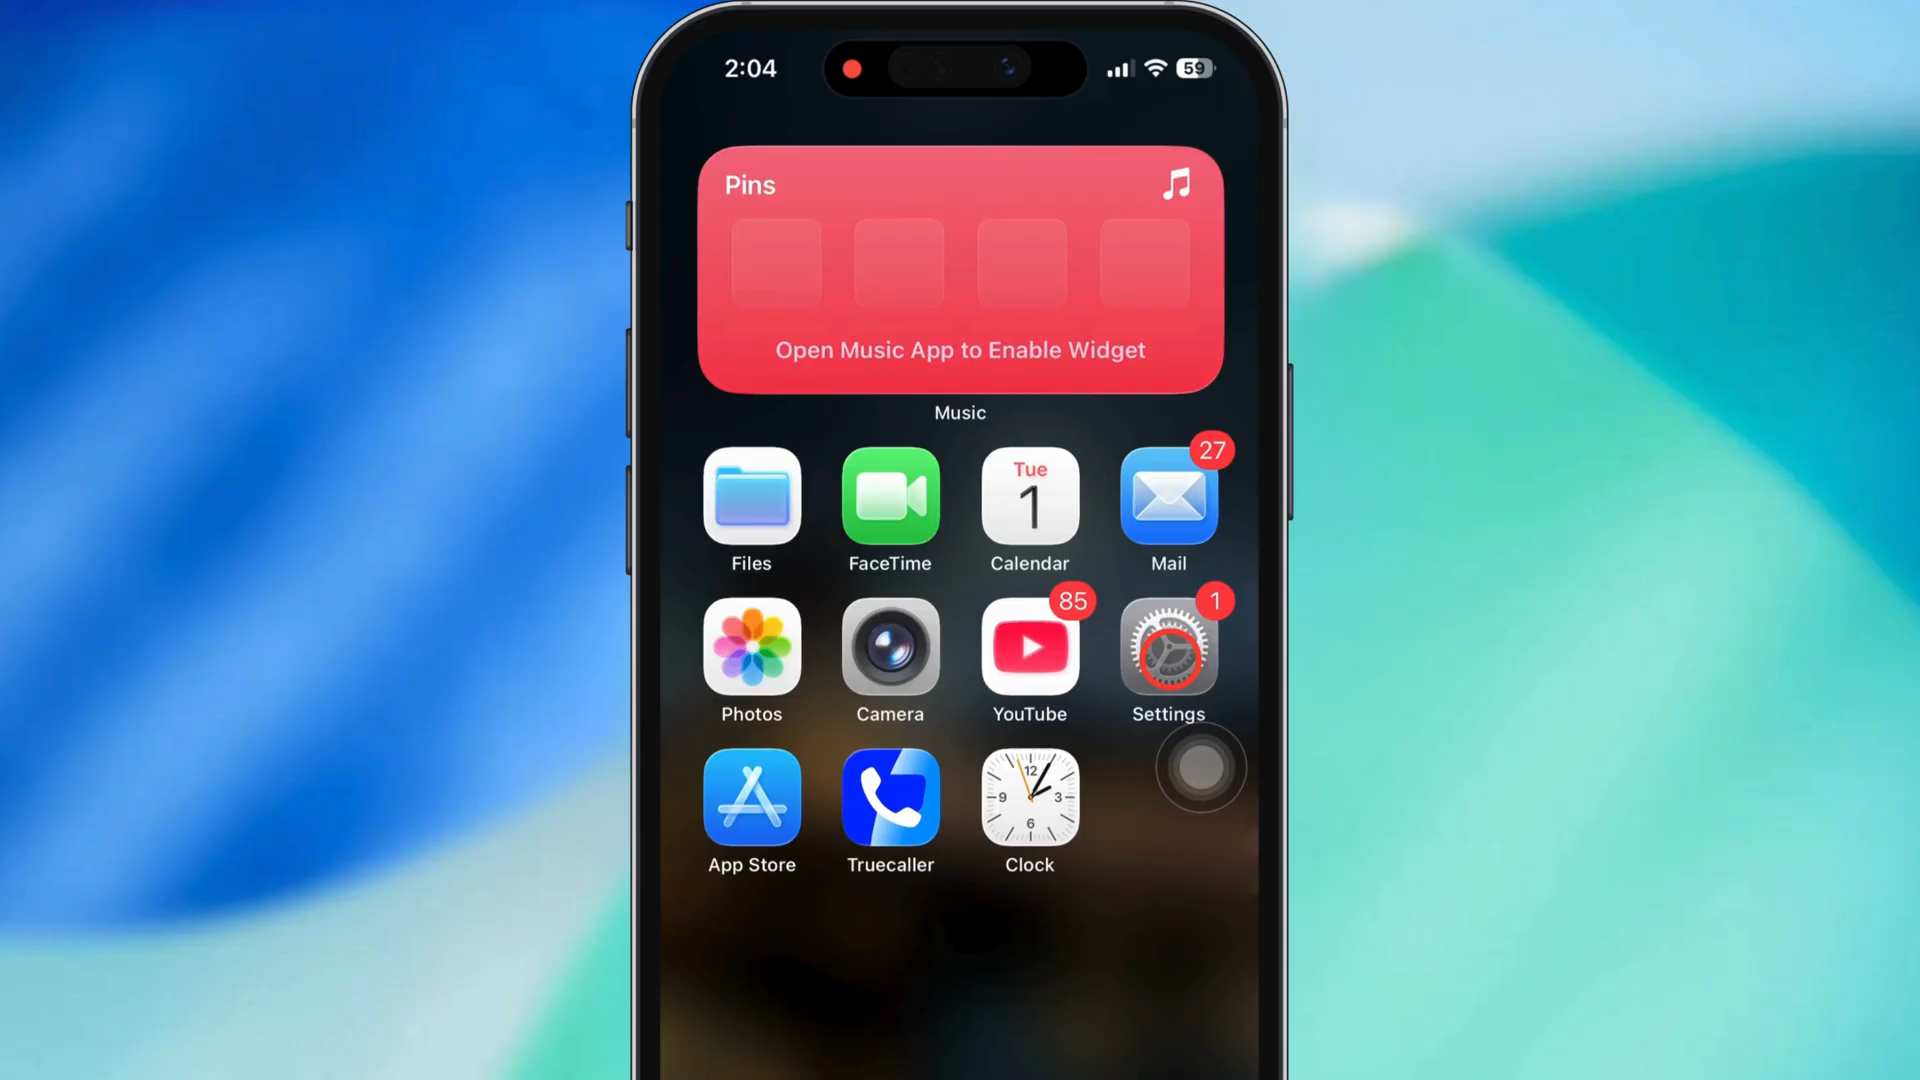 2:04
59
Pins
Open Music App to Enable Widget
Music
27
Tue
1
Files
FaceTime
Calendar
Mail
85
1
Photos
Camera
YouTube
Settings
12
9
3
6
App Store
Truecaller
Clock